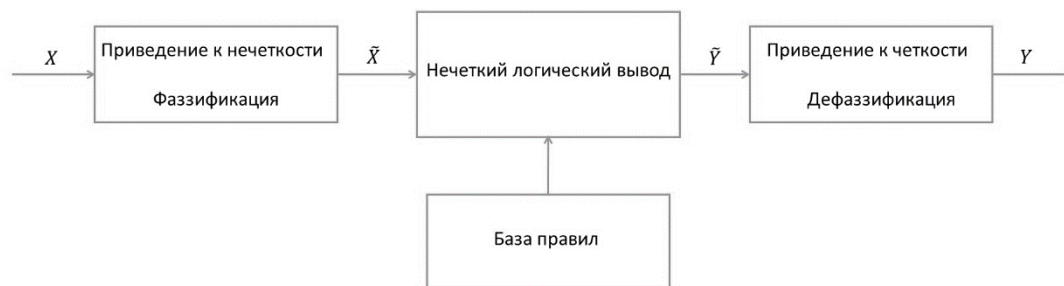 X
Приведение к нечеткости
Фаззификация
X̃
Нечеткий логический вывод
Ỹ
Приведение к четкости
Дефаззификация
Y
База правил